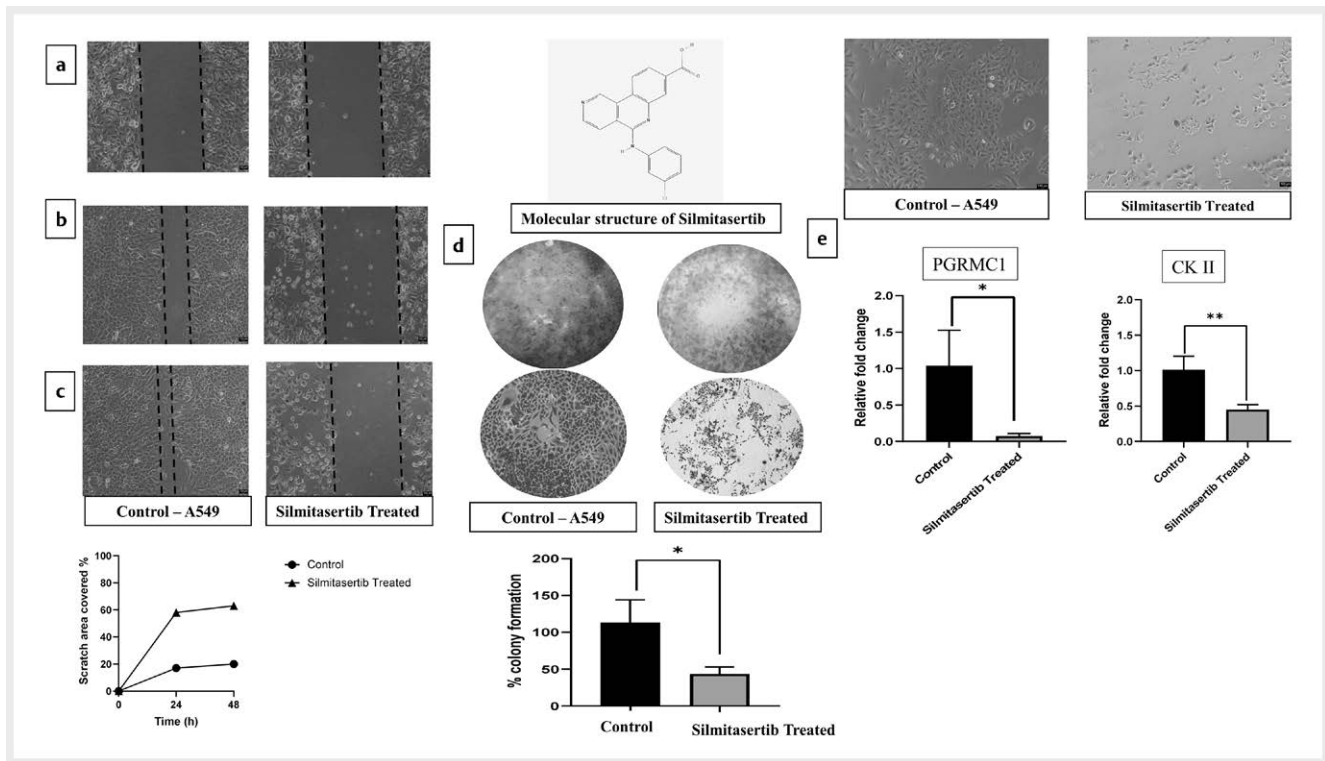 a
b
c
Control – A549
Silmitasertib Treated
Scratch area covered %
100
80
60
40
20
0
0
24
48
Time (h)
Control
Silmitasertib Treated
H
O
O
N
N
N
H
Cl
Molecular structure of Silmitasertib
d
Control – A549
Silmitasertib Treated
% colony formation
200
150
100
50
0
*
Control
Silmitasertib Treated
Control – A549
Silmitasertib Treated
e
PGRMC1
Relative fold change
2.0
1.5
1.0
0.5
0.0
*
Control
Silmitasertib Treated
CK II
Relative fold change
2.0
1.5
1.0
0.5
0.0
**
Control
Silmitasertib Treated